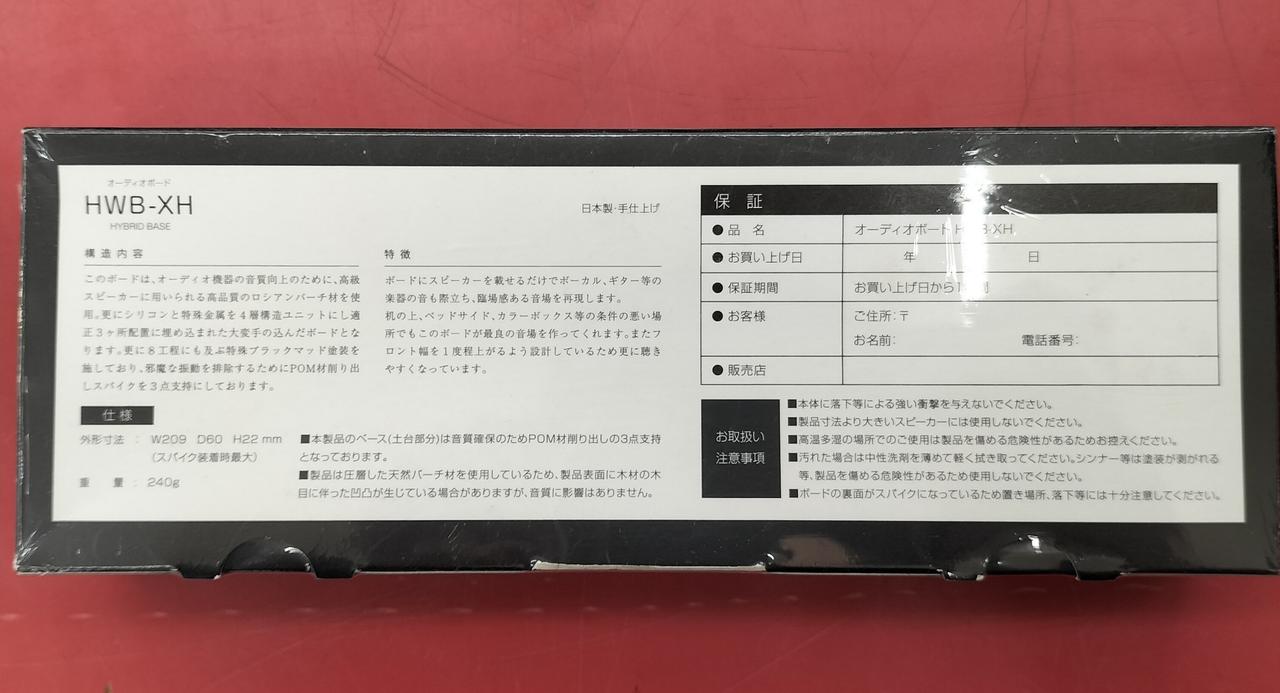 オーディオボード
HWB-XH
HYBRID BASE
日本製・手仕上げ
構造内容
このボードは、オーディオ機器の音質向上のために、高級
スピーカーに用いられる高品質のロシアンバーチ材を使
用。更にシリコンと特殊金属を4層構造ユニットにし適
正3ヶ所配置に埋め込まれた大変手の込んだボードとな
ります。更に8工程にも及ぶ特殊ブラックマッド塗装を
施しており、邪魔な振動を排除するためにPOM材削り出
しスパイクを3点支持にしております。
特徴
ボードにスピーカーを載せるだけでボーカル、ギター等の
楽器の音も際立ち、臨場感ある音場を再現します。
机の上、ベッドサイド、カラーボックス等の条件の悪い場
所でもこのボードが最良の音場を作ってくれます。またフ
ロント幅を1度程上がるよう設計しているため更に聴き
やすくなっています。
仕様
外形寸法 : W209 D60 H22 mm
(スパイク装着時最大)
重 量 : 240g
■本製品のベース(土台部分)は音質確保のためPOM材削り出しの3点支持
となっております。
■製品は圧層した天然バーチ材を使用しているため、製品表面に木材の木
目に伴った凹凸が生じている場合がありますが、音質に影響はありません。
保 証
●品 名 オーディオボード HWB-XH
●お買い上げ日 年 日
●保証期間 お買い上げ日から
●お客様 ご住所:〒
お名前: 電話番号:
●販売店
お取扱い
注意事項
■本体に落下等による強い衝撃を与えないでください。
■製品寸法より大きいスピーカーには使用しないでください。
■高温多湿の場所でのご使用は製品を傷める危険性があるためお控えください。
■汚れた場合は中性洗剤を薄めて軽く拭き取ってください。シンナー等は塗装が剥がれる
等、製品を傷める危険性があるため使用しないでください。
■ボードの裏面がスパイクになっているため置き場所、落下等には十分注意してください。